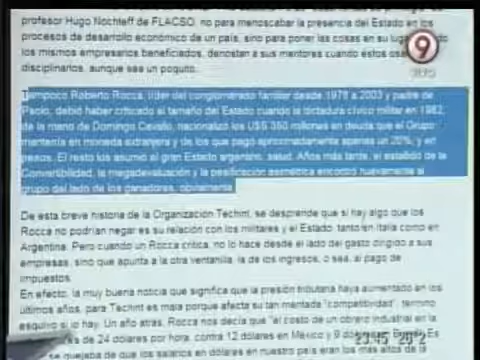 profesor Hugo Nochteff de FLACSO, no para menoscabar la presencia del Estado en los
procesos de desarrollo económico de un país, sino para poner las cosas en su lugar
los mismos empresarios beneficiados, denostan a sus mentores cuando éstos osan
disciplinarlos, aunque sea un poquito.
9
Tampoco Roberto Rocca, líder del conglomerado familiar desde 1978 a 2003 y padre de
Paolo, debió haber criticado el tamaño del Estado cuando la dictadura cívico militar en 1982,
de la mano de Domingo Cavallo, nacionalizó los US$ 350 millones en deuda que el Grupo
mantenía en moneda extranjera y de los que pagó aproximadamente apenas un 20% y en
pesos. El resto los asumió el gran Estado argentino, salud. Años más tarde, el estallido de la
Convertibilidad, la megadevaluación y la pesificación asimétrica encontró nuevamente al
grupo del lado de los ganadores, obviamente.
De esta breve historia de la Organización Techint, se desprende que si hay algo que los
Rocca no podrían negar es su relación con los militares y el Estado, tanto en Italia como en
Argentina. Pero cuando un Rocca critica, no lo hace desde el lado del gasto dirigido a sus
empresas, sino que apunta a la otra ventanilla, la de los ingresos, o sea, al pago de
impuestos.
En efecto, la muy buena noticia que significa que la presión tributaria haya aumentado en los
últimos años, para Techint es mala porque afecta su tan mentada "competitividad", término
esquivo si lo hay. Un año atrás, Rocca nos decía que "el costo de un obrero industrial en la
es de 24 dólares por hora, contra 12 dólares en México y 9 dólares en Es
se quejaba de que los salarios en dólares en nuestro país eran los más altos de la
23:45 20.2